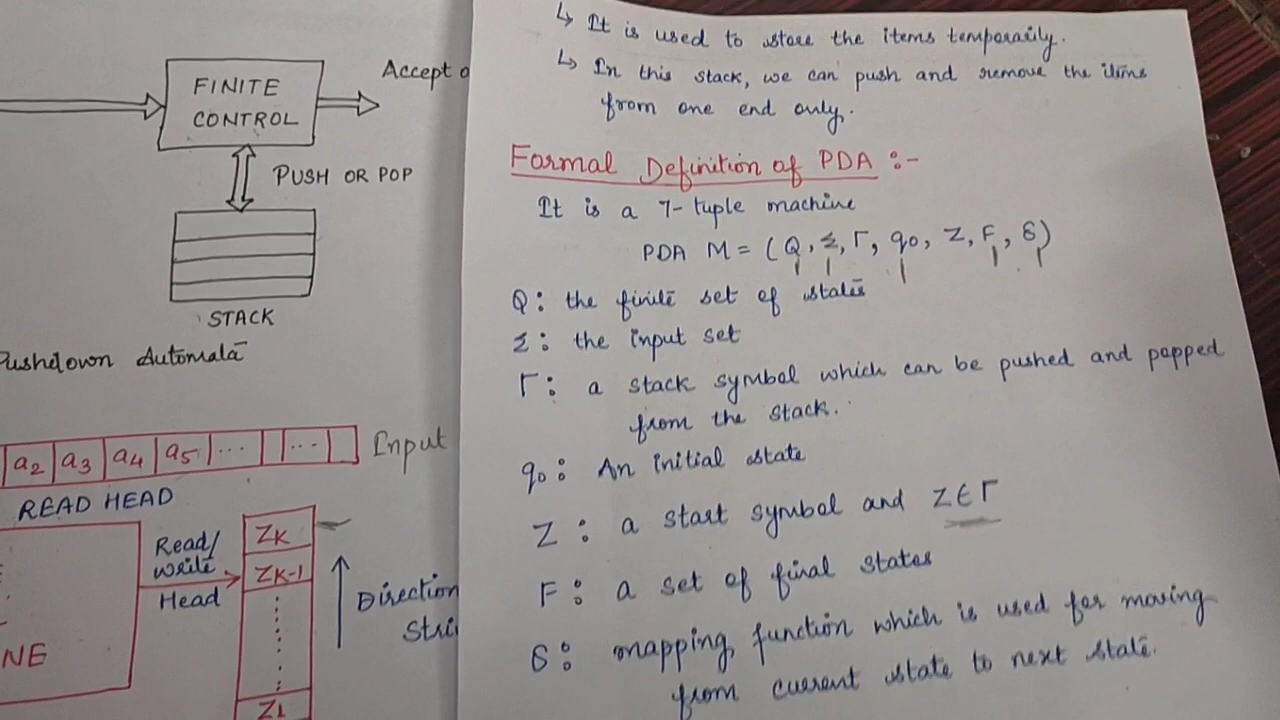 FINITE
CONTROL
Accept o
PUSH OR POP
STACK
Pushdown Automata
a2 a3 a4 a5 ... ...
Input
READ HEAD
Read/
write
Head
ZK
ZK-1
Z1
Direction
Stri
NE
↳ It is used to store the items temporarily.
↳ In this stack, we can push and remove the items
from one end only.
Formal Definition of PDA :-
It is a 7-tuple machine
PDA M = (Q, Σ, Γ, q0, Z, F, δ)
Q: the finite set of states
Σ: the input set
Γ: a stack symbol which can be pushed and popped
from the stack.
q0: An initial state
Z : a start symbol and Z∈Γ
F: a set of final states
δ: mapping function which is used for moving
from current state to next state.